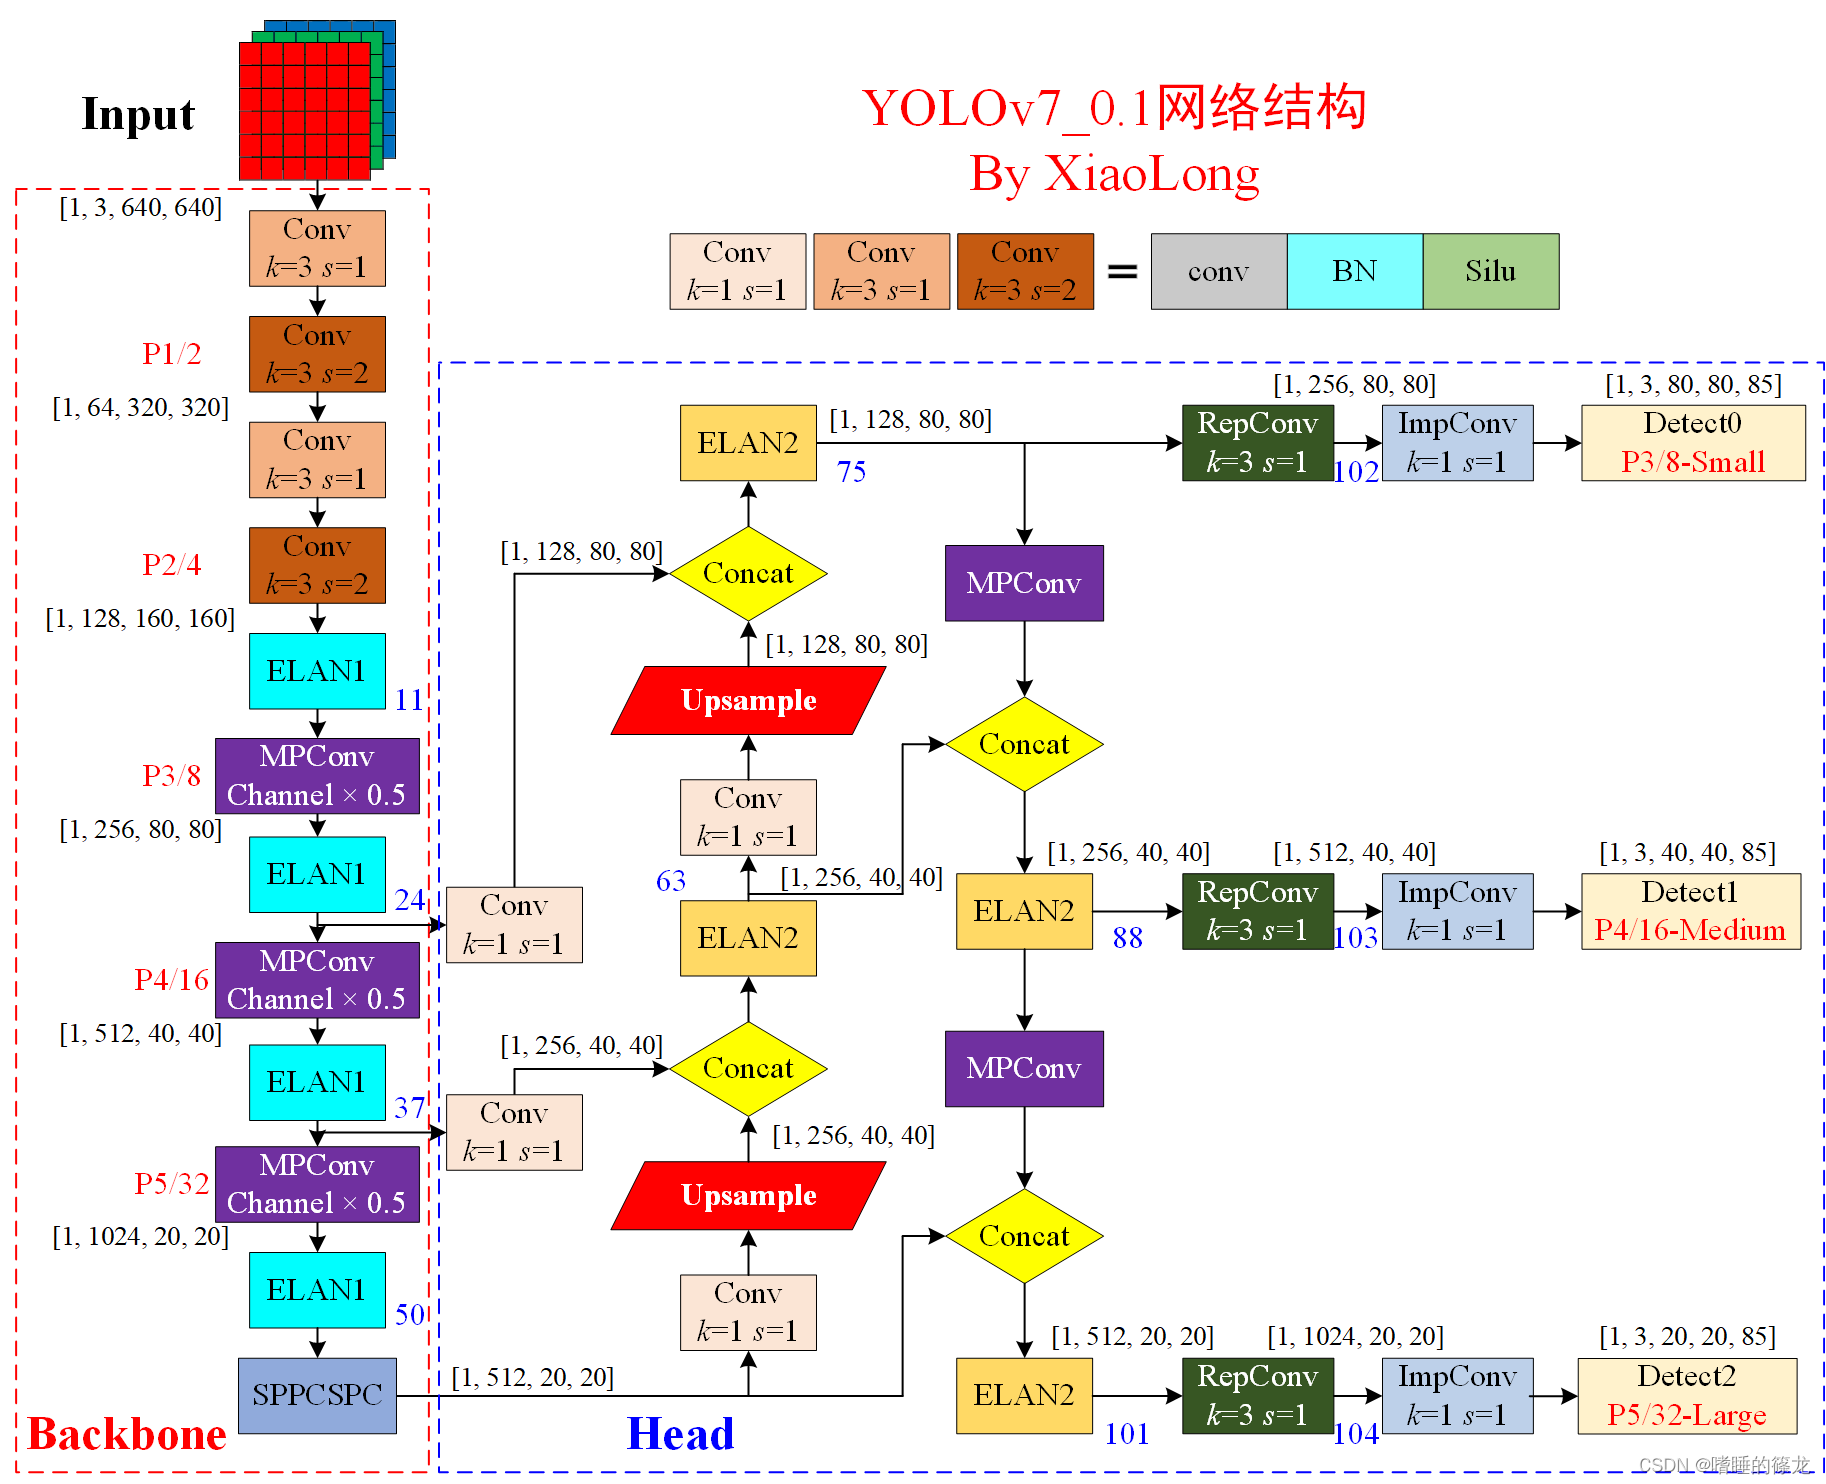 Input
YOLOv7_0.1网络结构
By XiaoLong
Conv
k=1 s=1
Conv
k=3 s=1
Conv
k=3 s=2
=
conv
BN
Silu
[1, 3, 640, 640]
Conv
k=3 s=1
P1/2
Conv
k=3 s=2
[1, 64, 320, 320]
Conv
k=3 s=1
P2/4
Conv
k=3 s=2
[1, 128, 160, 160]
ELAN1
11
P3/8
MPConv
Channel × 0.5
[1, 256, 80, 80]
ELAN1
24
P4/16
MPConv
Channel × 0.5
[1, 512, 40, 40]
ELAN1
37
P5/32
MPConv
Channel × 0.5
[1, 1024, 20, 20]
ELAN1
50
SPPCSPC
Backbone
Conv
k=1 s=1
Conv
k=1 s=1
ELAN2
[1, 128, 80, 80]
75
[1, 128, 80, 80]
Concat
[1, 128, 80, 80]
Upsample
Conv
k=1 s=1
63
[1, 256, 40, 40]
ELAN2
[1, 256, 40, 40]
Concat
[1, 256, 40, 40]
Upsample
Conv
k=1 s=1
[1, 512, 20, 20]
Head
MPConv
Concat
ELAN2
88
MPConv
Concat
ELAN2
101
[1, 256, 80, 80]
[1, 3, 80, 80, 85]
RepConv
k=3 s=1
102
ImpConv
k=1 s=1
Detect0
P3/8-Small
[1, 256, 40, 40]
[1, 512, 40, 40]
[1, 3, 40, 40, 85]
RepConv
k=3 s=1
103
ImpConv
k=1 s=1
Detect1
P4/16-Medium
[1, 512, 20, 20]
[1, 1024, 20, 20]
[1, 3, 20, 20, 85]
RepConv
k=3 s=1
104
ImpConv
k=1 s=1
Detect2
P5/32-Large
CSDN @嗜睡的篠龙